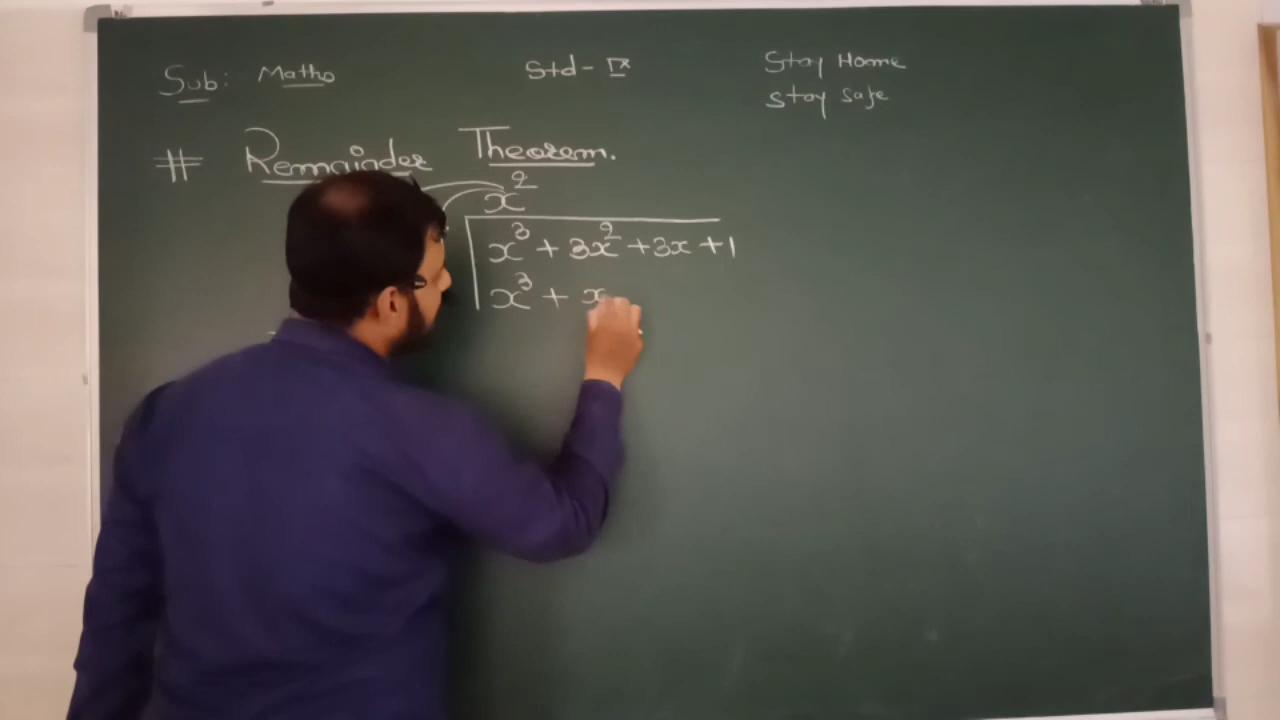 Sub: Maths
Std - IX
Stay Home
Stay Safe
# Remainder Theorem.
x²
x³ + 3x² + 3x + 1
x³ + x